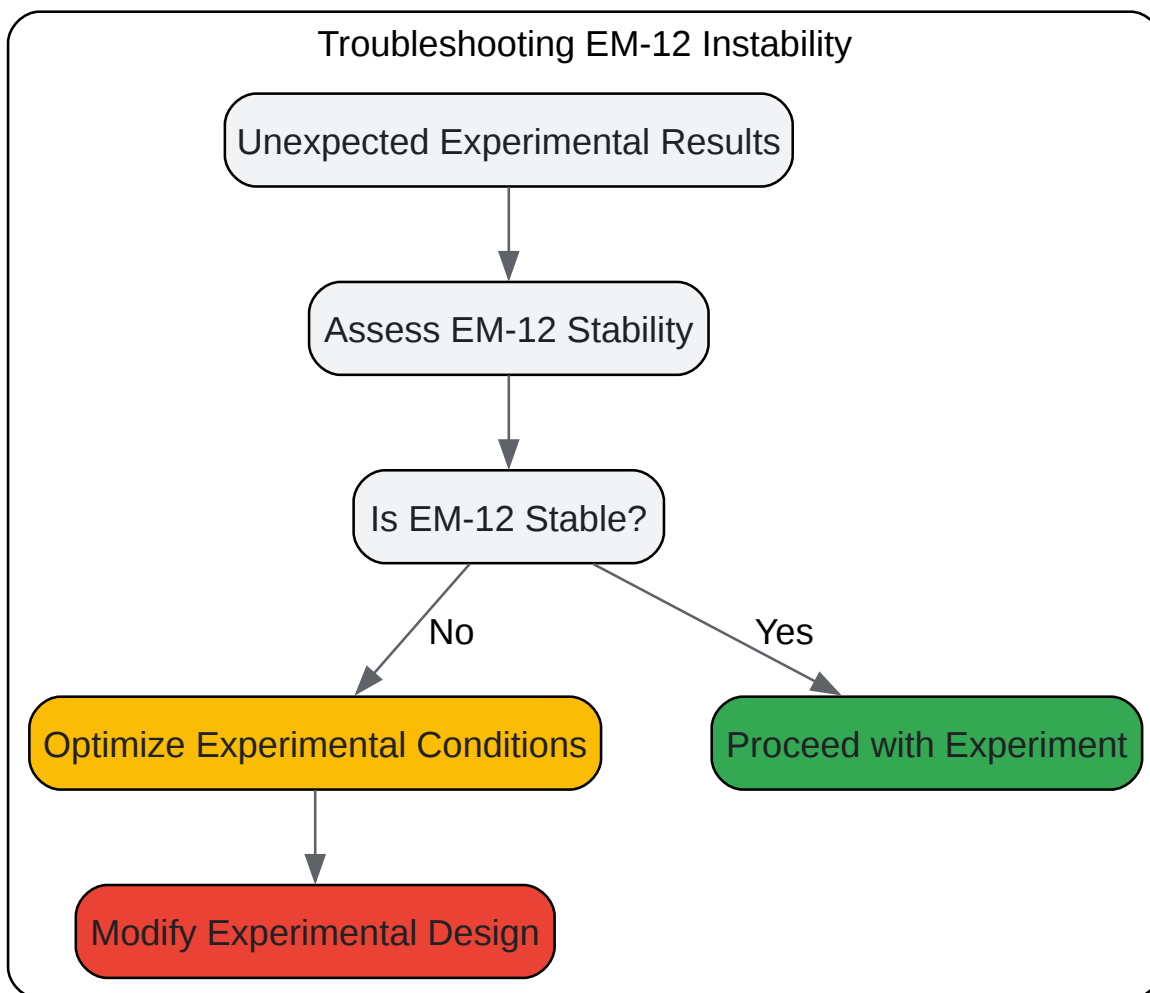 Troubleshooting EM-12 Instability
Unexpected Experimental Results
Assess EM-12 Stability
Is EM-12 Stable?
No
Yes
Optimize Experimental Conditions
Proceed with Experiment
Modify Experimental Design